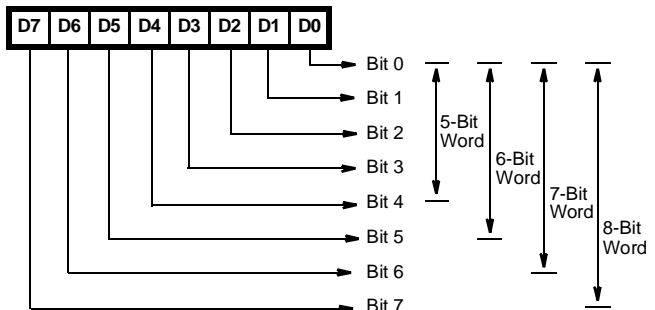 D7 D6 D5 D4 D3 D2 D1 D0
Bit 0
Bit 1
Bit 2
Bit 3
Bit 4
Bit 5
Bit 6
Bit 7
5-Bit
Word
6-Bit
Word
7-Bit
Word
8-Bit
Word